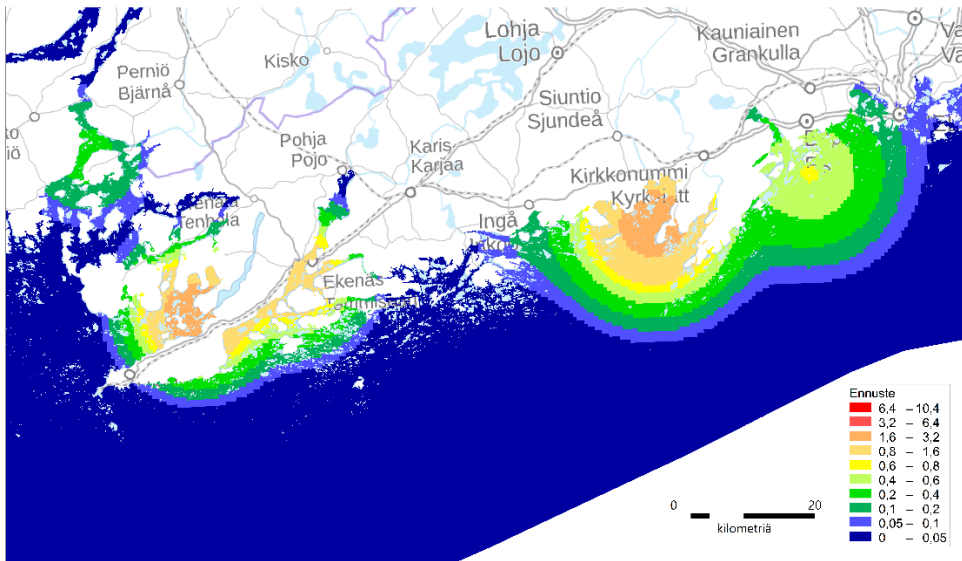 Lohja
Lojo
Kauniainen
Grankulla
Va
Va
Kisko
Perniö
Bjärnå
Siuntio
Sjundeå
Pohja
Pojo
Karis
Karjaa
Kirkkonummi
Ingå
Ekenäs
Ennuste
6,4 – 10,4
3,2 – 6,4
1,6 – 3,2
0,8 – 1,6
0,6 – 0,8
0,4 – 0,6
0,2 – 0,4
0,1 – 0,2
0,05 – 0,1
0 – 0,05
0 20
kilometriä